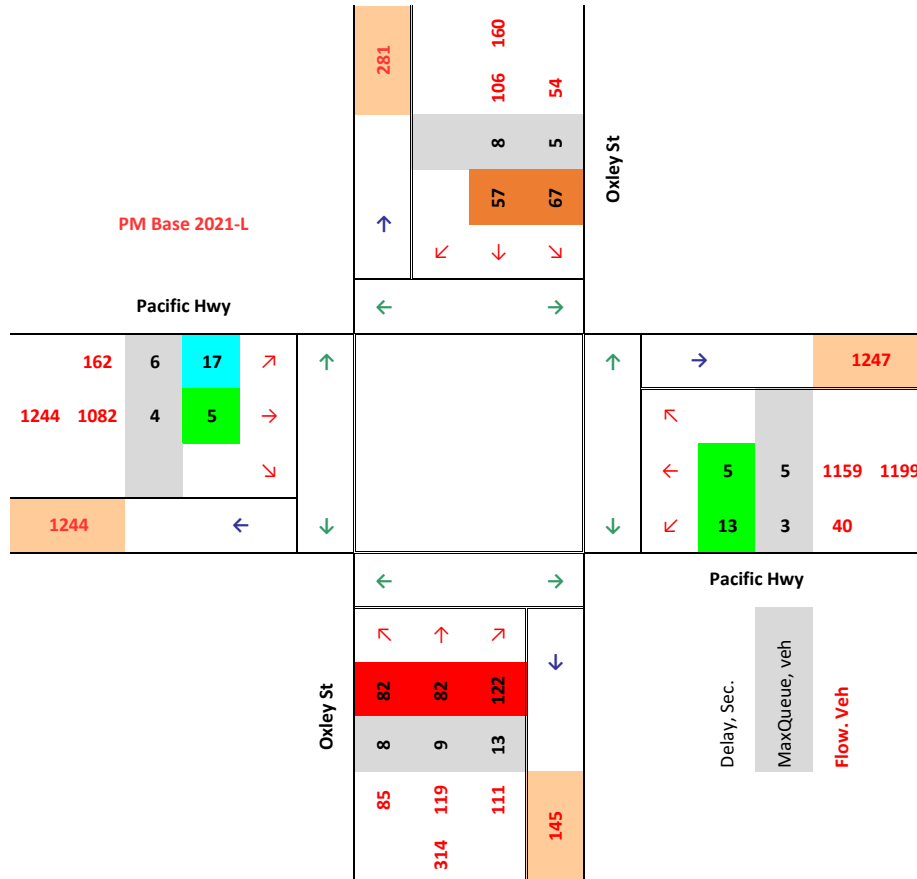 281
106 160
54
8
5
57
67
Oxley St
PM Base 2021-L
↑
↙ ↓ ↘
Pacific Hwy
← →
162 6 17 ↗
↑ ↑
→ 1247
1244 1082 4 5 →
↖
↘
← 5 5 1159 1199
1244 ←
↓ ↓
↙ 13 3 40
← →
Pacific Hwy
↖ ↑ ↗
↓
Oxley St
82 82 122
8 9 13
85 119 111
314
145
Delay, Sec.
MaxQueue, veh
Flow. Veh